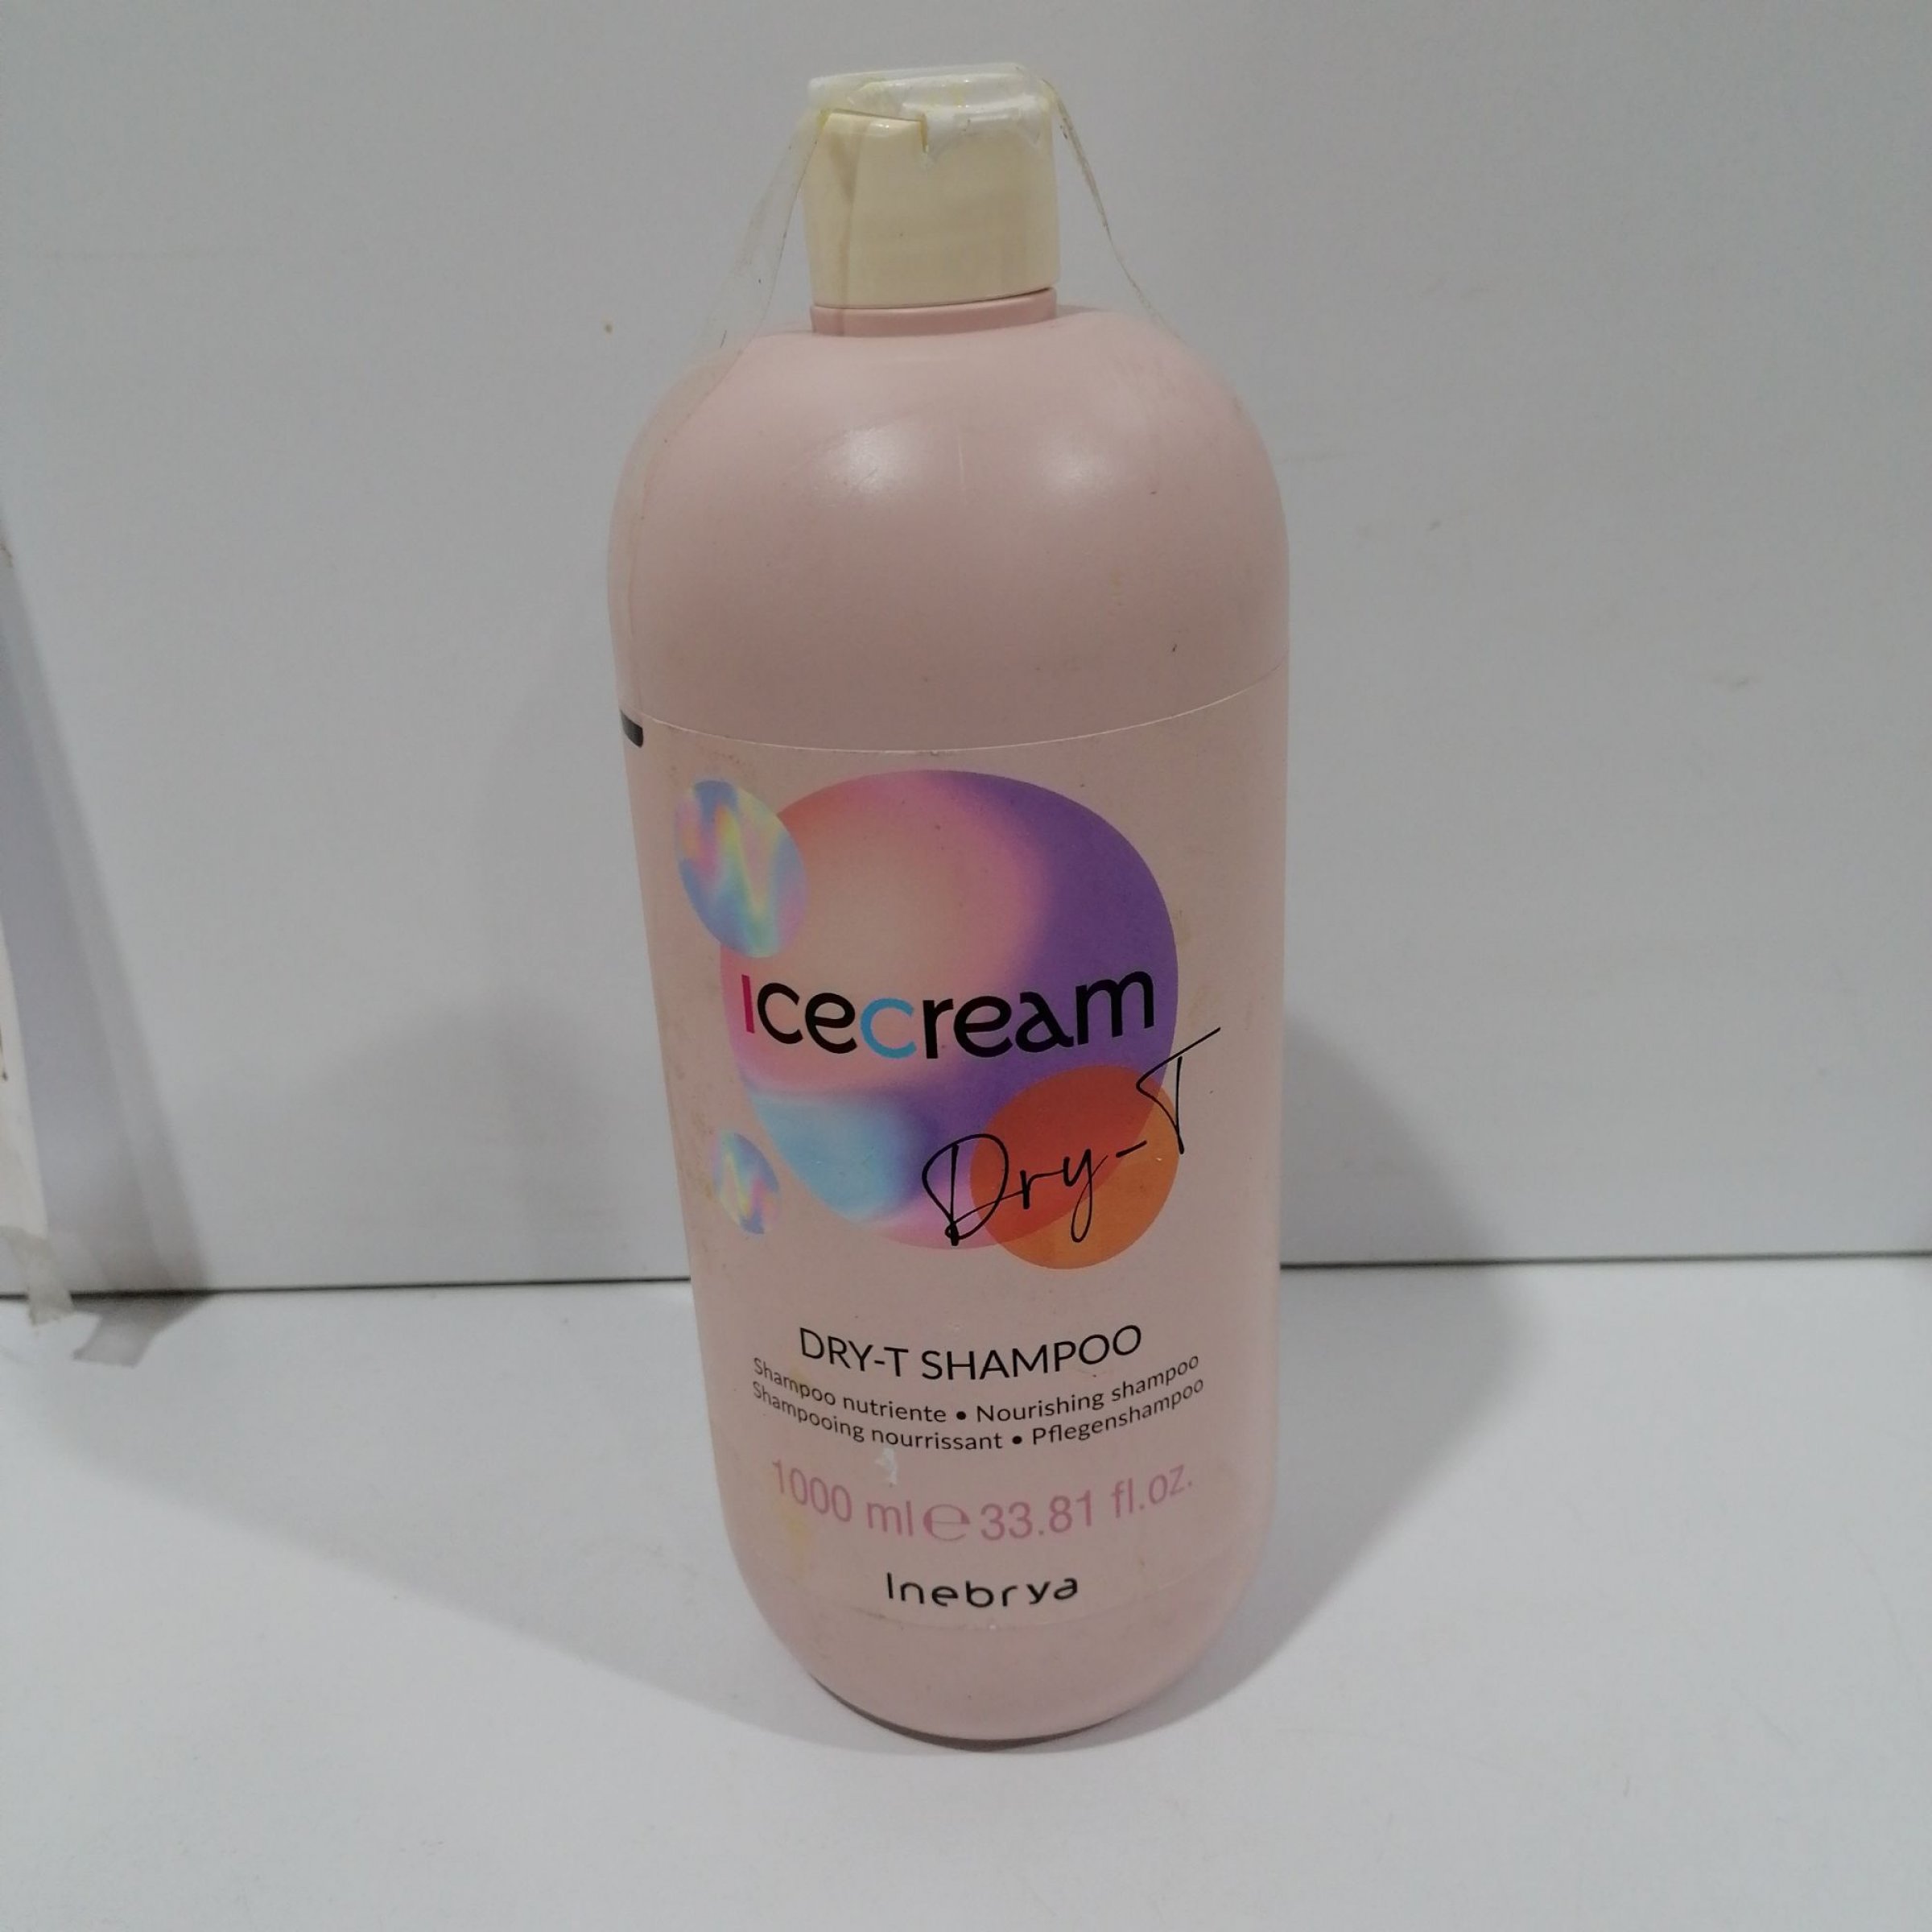 Icecream
Dry-T
DRY-T SHAMPOO
Shampoo nutriente • Nourishing shampoo
Shampooing nourrissant • Pflegenshampoo
1000 ml e 33.81 fl.oz.
Inebrya